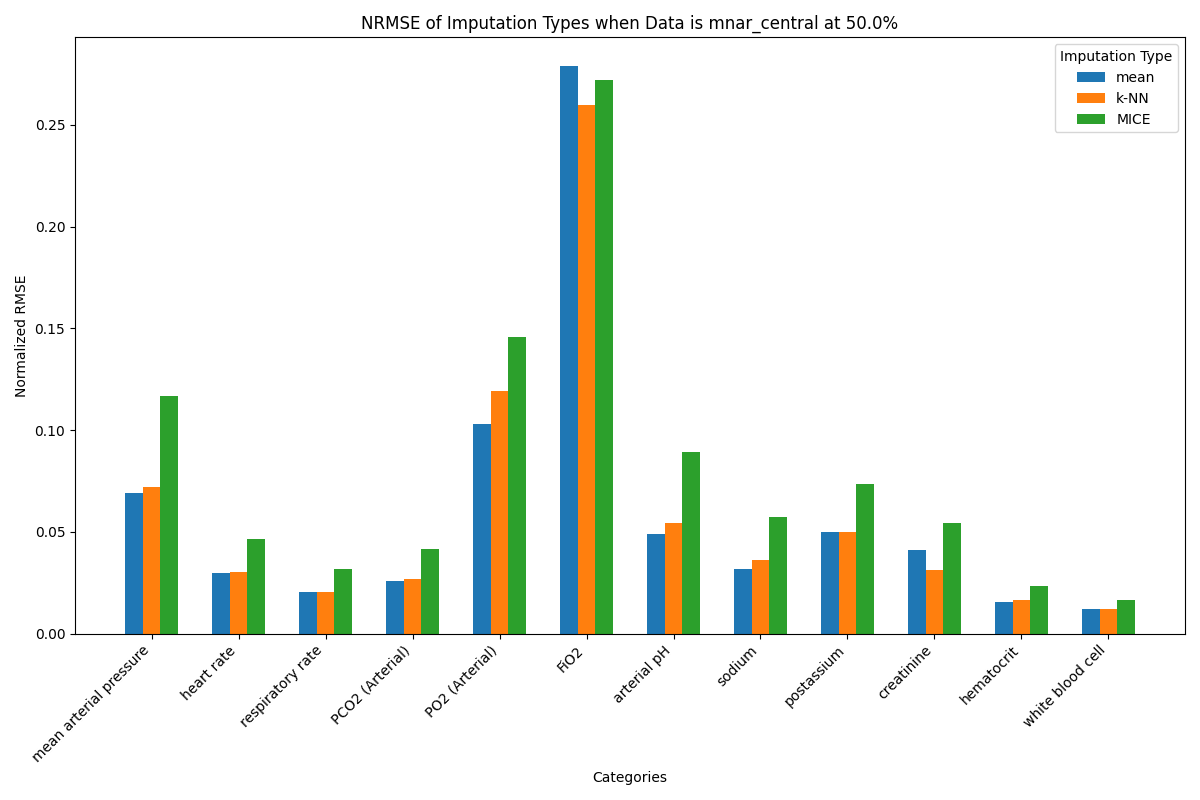 NRMSE of Imputation Types when Data is mnar_central at 50.0%
Imputation Type
mean
k-NN
MICE
Normalized RMSE
0.25
0.20
0.15
0.10
0.05
0.00
mean arterial pressure
heart rate
respiratory rate
PCO2 (Arterial)
PO2 (Arterial)
FiO2
arterial pH
sodium
postassium
creatinine
hematocrit
white blood cell
Categories